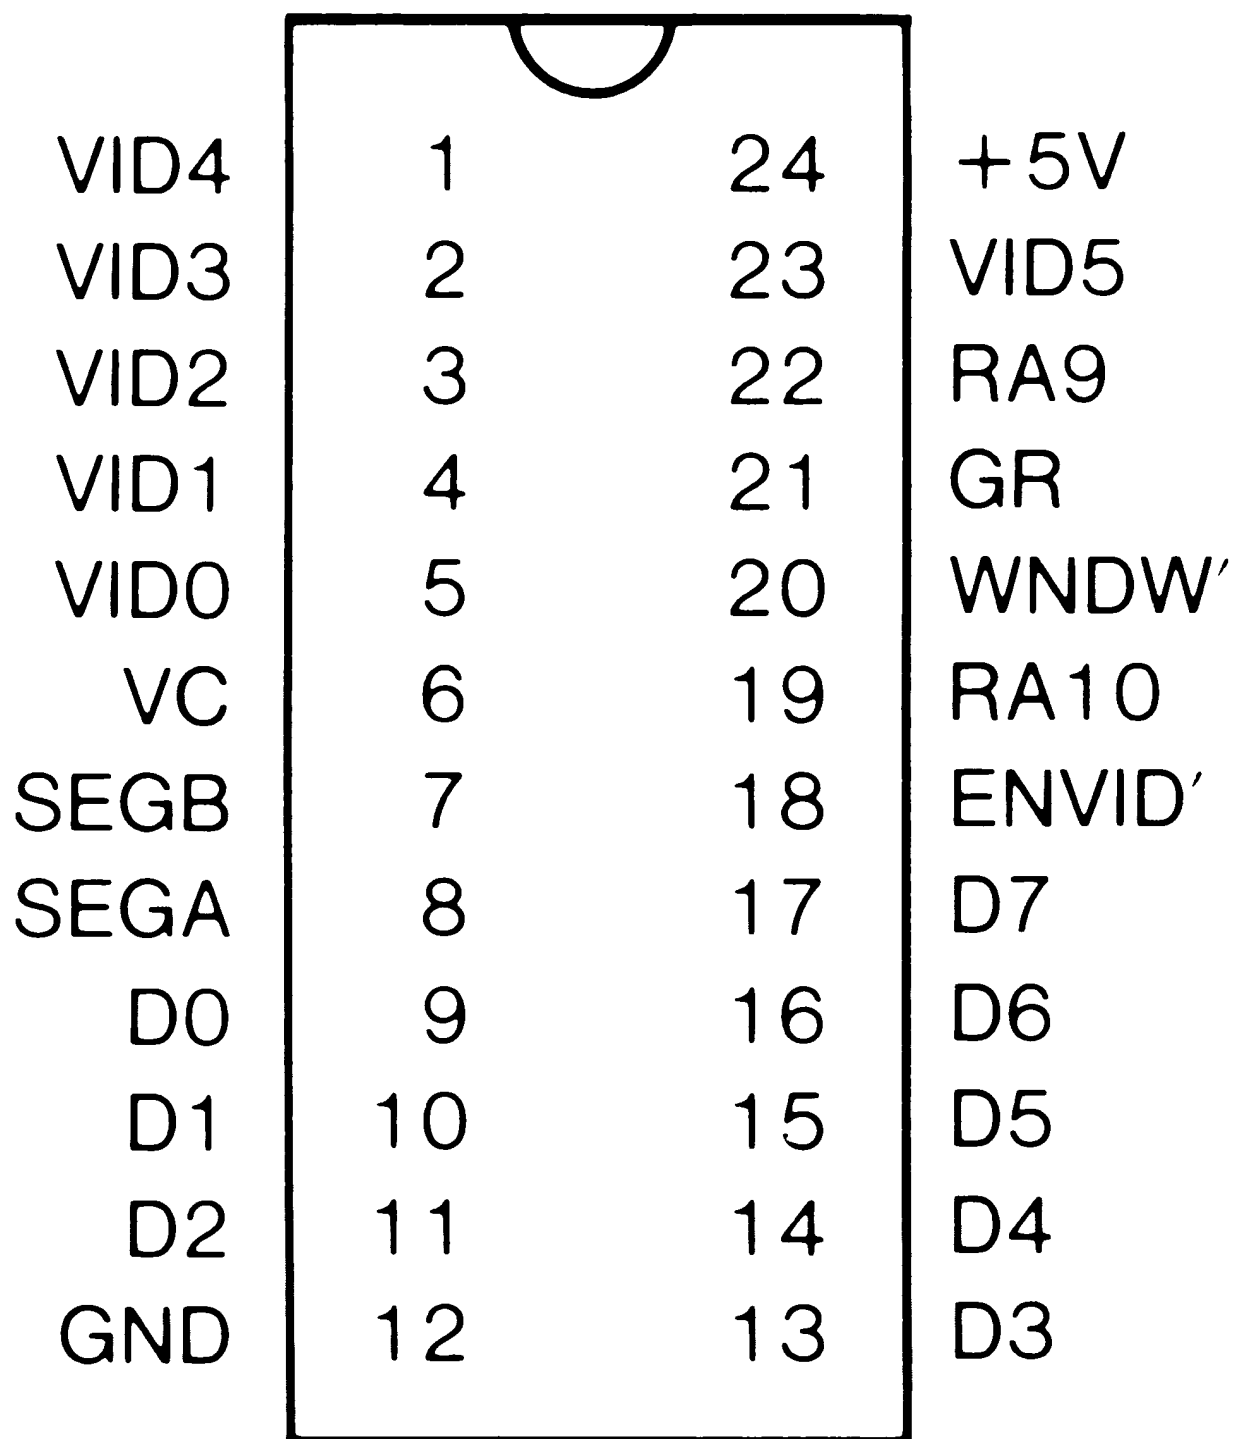 VID4 1 24 +5V
VID3 2 23 VID5
VID2 3 22 RA9
VID1 4 21 GR
VID0 5 20 WNDW′
VC 6 19 RA10
SEGB 7 18 ENVID′
SEGA 8 17 D7
D0 9 16 D6
D1 10 15 D5
D2 11 14 D4
GND 12 13 D3